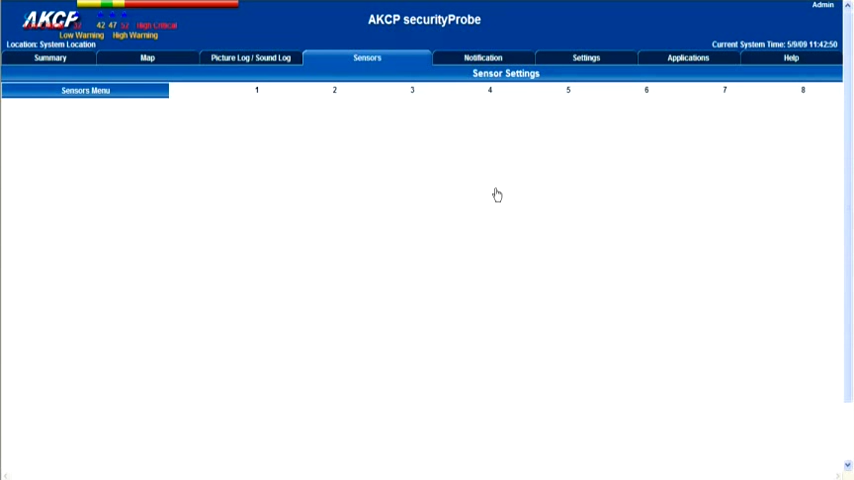 Admin
AKCP
42 47 52 High Critical
Low Warning High Warning
AKCP securityProbe
Location: System Location
Current System Time: 5/9/09 11:42:50
Summary Map Picture Log / Sound Log Sensors Notification Settings Applications Help
Sensor Settings
Sensors Menu 1 2 3 4 5 6 7 8